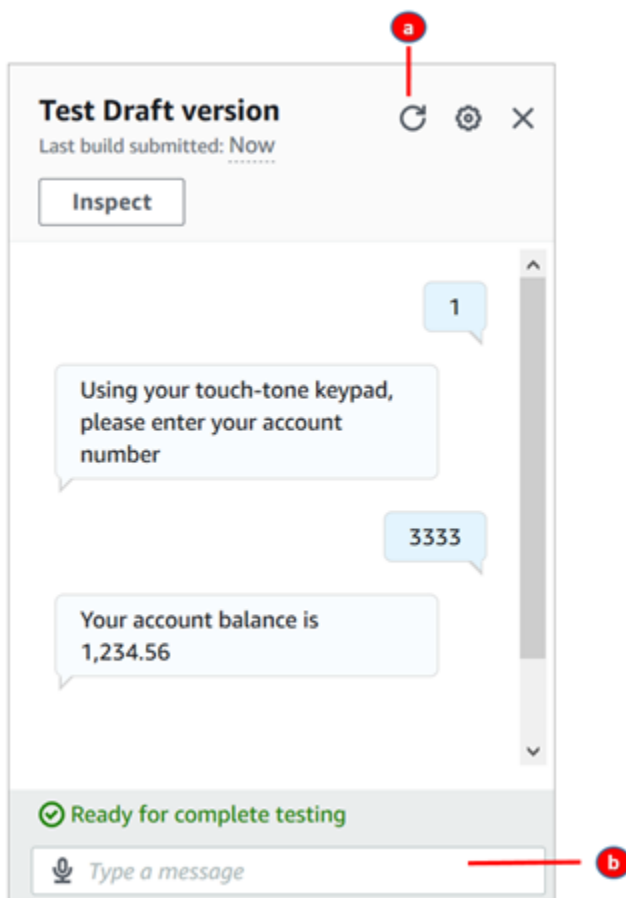 a
Test Draft version
Last build submitted: Now
Inspect
1
Using your touch-tone keypad,
please enter your account
number
3333
Your account balance is
1,234.56
Ready for complete testing
Type a message
b